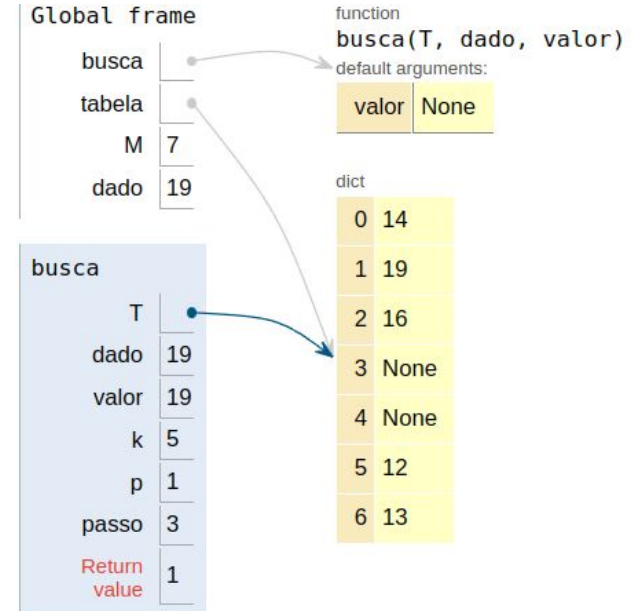 Global frame
busca
tabela
M 7
dado 19
function
busca(T, dado, valor)
default arguments:
valor None
dict
0 14
1 19
2 16
3 None
4 None
5 12
6 13
busca
T
dado 19
valor 19
k 5
p 1
passo 3
Return
value 1